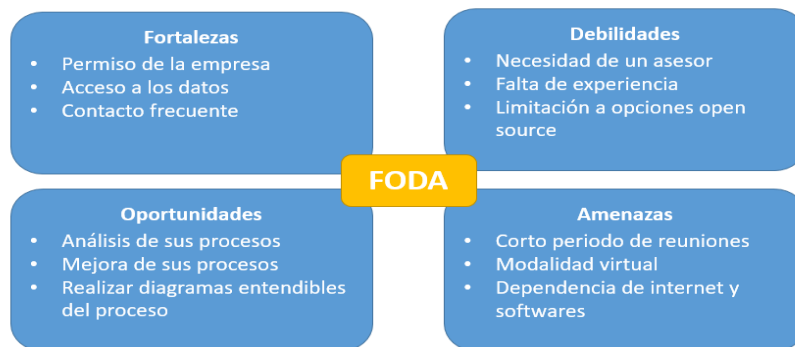 Fortalezas
• Permiso de la empresa
• Acceso a los datos
• Contacto frecuente
Debilidades
• Necesidad de un asesor
• Falta de experiencia
• Limitación a opciones open
source
FODA
Oportunidades
• Análisis de sus procesos
• Mejora de sus procesos
• Realizar diagramas entendibles
del proceso
Amenazas
• Corto periodo de reuniones
• Modalidad virtual
• Dependencia de internet y
softwares